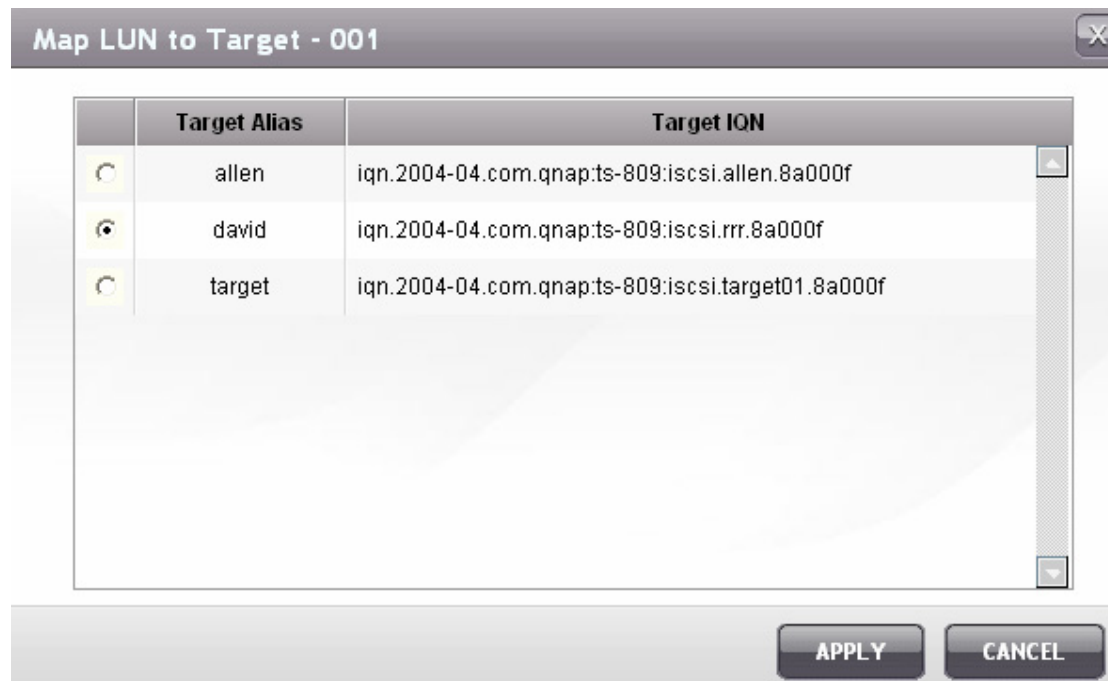 Map LUN to Target - 001
X
Target Alias Target IQN
allen iqn.2004-04.com.qnap:ts-809:iscsi.allen.8a000f
david iqn.2004-04.com.qnap:ts-809:iscsi.rrr.8a000f
target iqn.2004-04.com.qnap:ts-809:iscsi.target01.8a000f
APPLY CANCEL